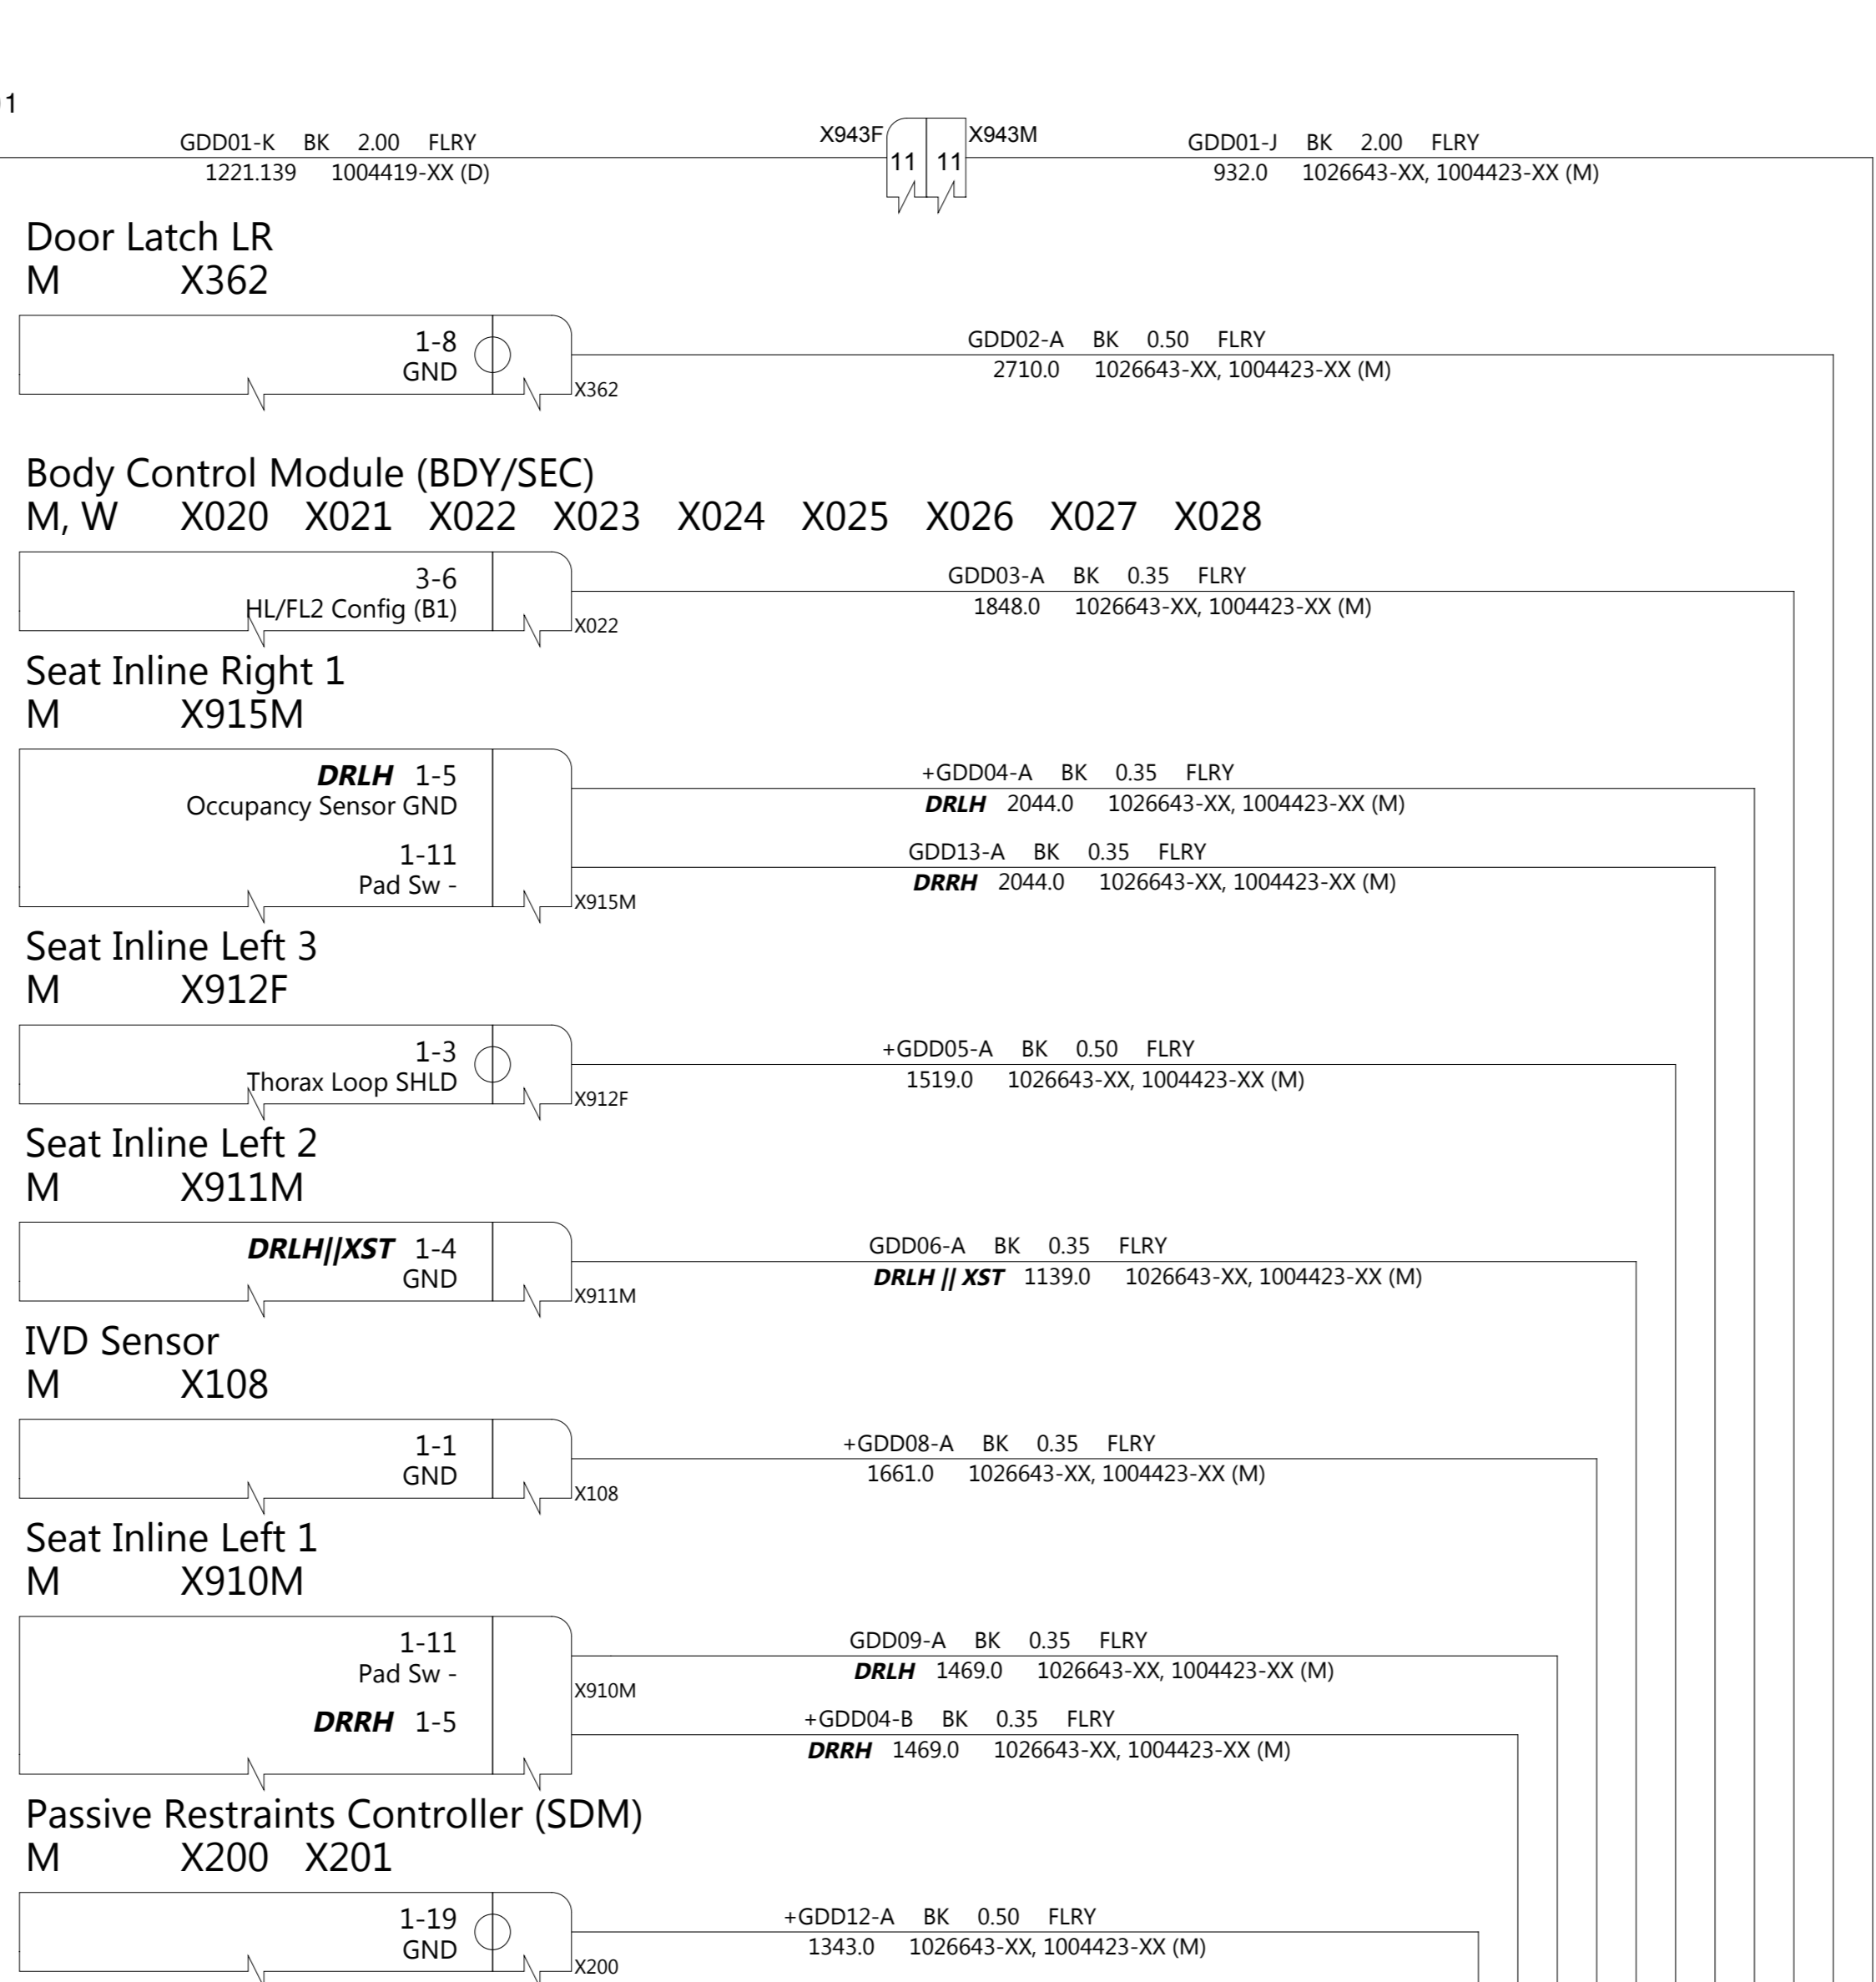 01
GDD01-K BK 2.00 FLRY
1221.139 1004419-XX (D)
X943F 11 11 X943M
GDD01-J BK 2.00 FLRY
932.0 1026643-XX, 1004423-XX (M)
Door Latch LR
M X362
1-8
GND
X362
GDD02-A BK 0.50 FLRY
2710.0 1026643-XX, 1004423-XX (M)
Body Control Module (BDY/SEC)
M, W X020 X021 X022 X023 X024 X025 X026 X027 X028
3-6
HL/FL2 Config (B1)
X022
GDD03-A BK 0.35 FLRY
1848.0 1026643-XX, 1004423-XX (M)
Seat Inline Right 1
M X915M
DRLH 1-5
Occupancy Sensor GND
+GDD04-A BK 0.35 FLRY
DRLH 2044.0 1026643-XX, 1004423-XX (M)
1-11
Pad Sw -
X915M
GDD13-A BK 0.35 FLRY
DRRH 2044.0 1026643-XX, 1004423-XX (M)
Seat Inline Left 3
M X912F
1-3
Thorax Loop SHLD
X912F
+GDD05-A BK 0.50 FLRY
1519.0 1026643-XX, 1004423-XX (M)
Seat Inline Left 2
M X911M
DRLH||XST 1-4
GND
X911M
GDD06-A BK 0.35 FLRY
DRLH || XST 1139.0 1026643-XX, 1004423-XX (M)
IVD Sensor
M X108
1-1
GND
X108
+GDD08-A BK 0.35 FLRY
1661.0 1026643-XX, 1004423-XX (M)
Seat Inline Left 1
M X910M
1-11
Pad Sw -
X910M
GDD09-A BK 0.35 FLRY
DRLH 1469.0 1026643-XX, 1004423-XX (M)
DRRH 1-5
+GDD04-B BK 0.35 FLRY
DRRH 1469.0 1026643-XX, 1004423-XX (M)
Passive Restraints Controller (SDM)
M X200 X201
1-19
GND
X200
+GDD12-A BK 0.50 FLRY
1343.0 1026643-XX, 1004423-XX (M)